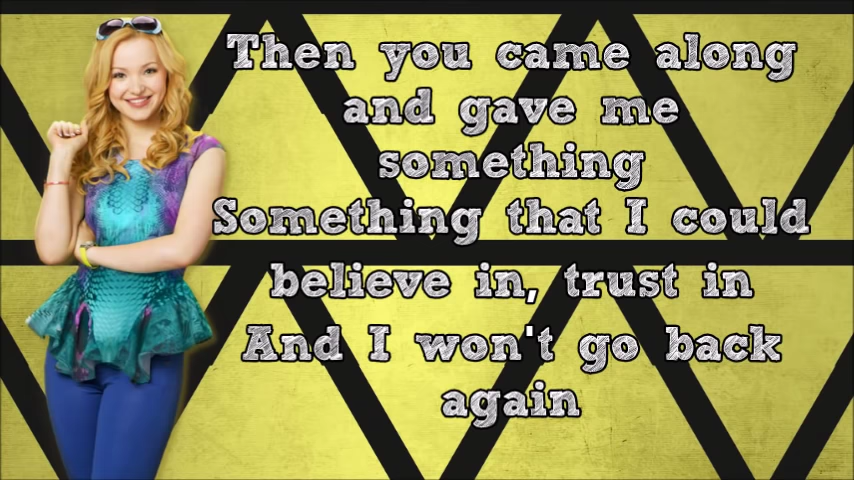 Then you came along
and gave me
something
Something that I could
believe in, trust in
And I won't go back
again